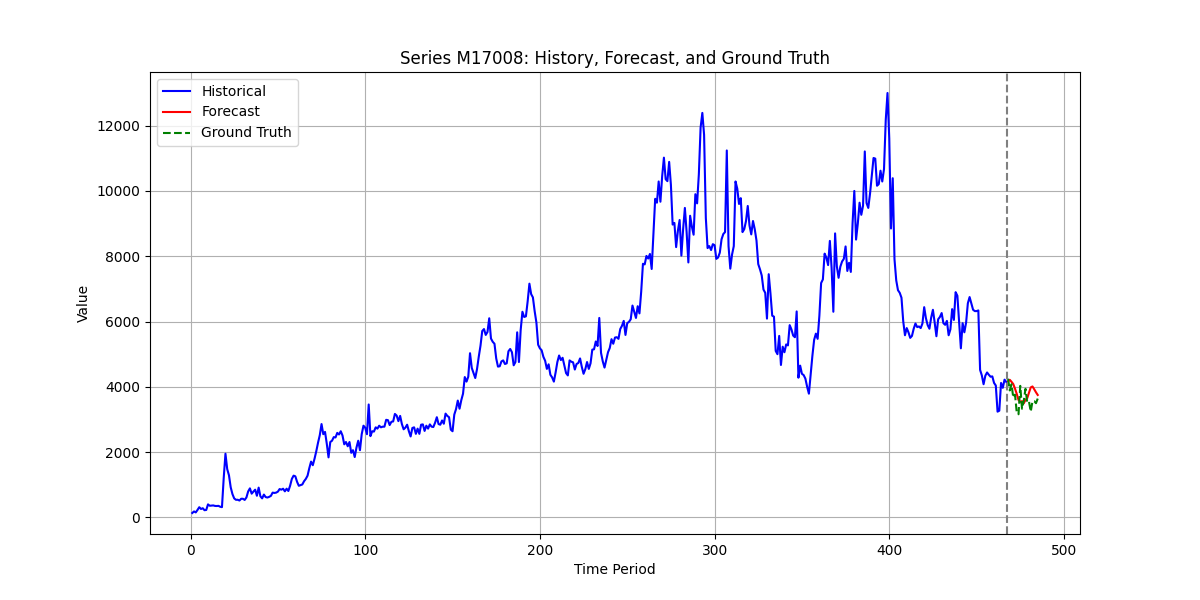 Series M17008: History, Forecast, and Ground Truth
Historical
Forecast
Ground Truth
12000
10000
8000
6000
4000
2000
0
Value
0 100 200 300 400 500
Time Period